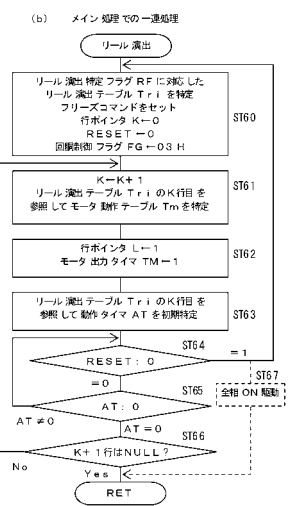 (b) メイン処理での一連処理
リール演出
リール演出特定フラグRFに対応した
リール演出テーブルTriを特定
フリーズコマンドをセット
行ポインタK←0
RESET←0
回胴制御フラグFG←03H
ST60
K←K+1
リール演出テーブルTriのK行目を
参照してモータ動作テーブルTmを特定
ST61
行ポインタL←1
モータ出力タイマTM←1
ST62
リール演出テーブルTriのK行目を
参照して動作タイマATを初期特定
ST63
ST64
RESET:0
=1
ST67
全相ON駆動
=0
ST65
AT:0
AT≠0
AT=0
ST66
K+1行はNULL?
No
Yes
RET